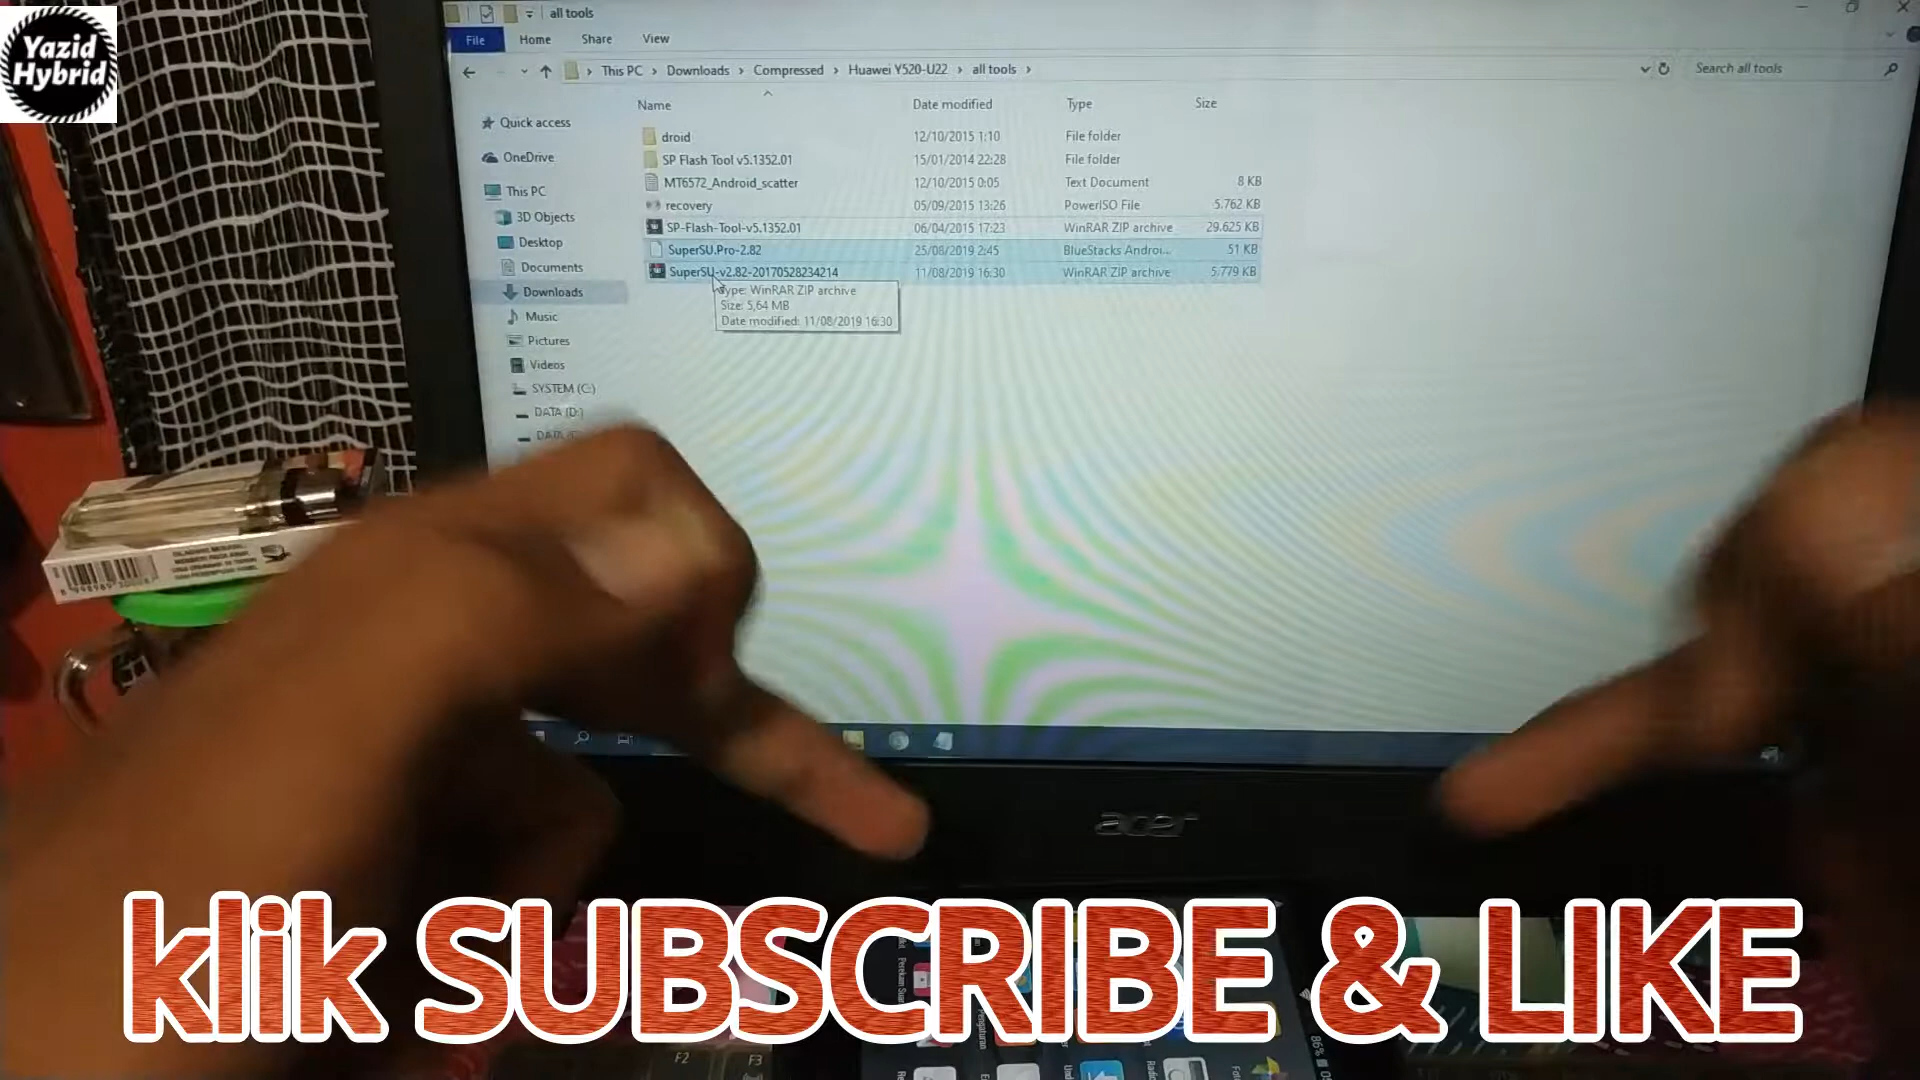 Yazid
Hybrid
all tools
File Home Share View
This PC Downloads Compressed Huawei Y520-U22 all tools
Search all tools
Name Date modified Type Size
droid 12/10/2015 1:10 File folder
SP Flash Tool v5.1352.01 15/01/2014 22:28 File folder
MT6572_Android_scatter 12/10/2015 0:05 Text Document 8 KB
recovery 05/09/2015 13:26 PowerISO File 5.762 KB
SP-Flash-Tool-v5.1352.01 06/04/2015 17:23 WinRAR ZIP archive 29.625 KB
SuperSU.Pro-2.82 25/08/2019 2:45 BlueStacks Androi... 51 KB
SuperSU-v2.82-20170528234214 11/08/2019 16:30 WinRAR ZIP archive 5.779 KB
Type: WinRAR ZIP archive
Size: 5,64 MB
Date modified: 11/08/2019 16:30
Quick access
OneDrive
This PC
3D Objects
Desktop
Documents
Downloads
Music
Pictures
Videos
SYSTEM (C:)
DATA (D:)
DATA
acer
klik SUBSCRIBE & LIKE
Pengaturan
86%
F2 F3